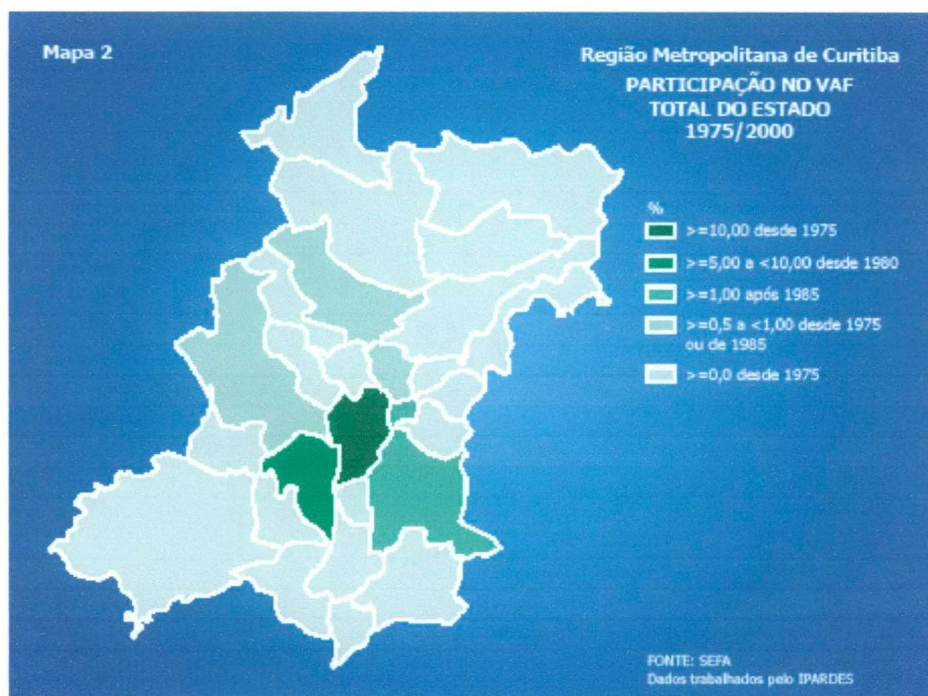 Mapa 2
Região Metropolitana de Curitiba
PARTICIPAÇÃO NO VAF
TOTAL DO ESTADO
1975/2000
%
>=10,00 desde 1975
>=5,00 a <10,00 desde 1980
>=1,00 após 1985
>=0,5 a <1,00 desde 1975
ou de 1985
>=0,0 desde 1975
FONTE: SEFA
Dados trabalhados pelo IPARDES